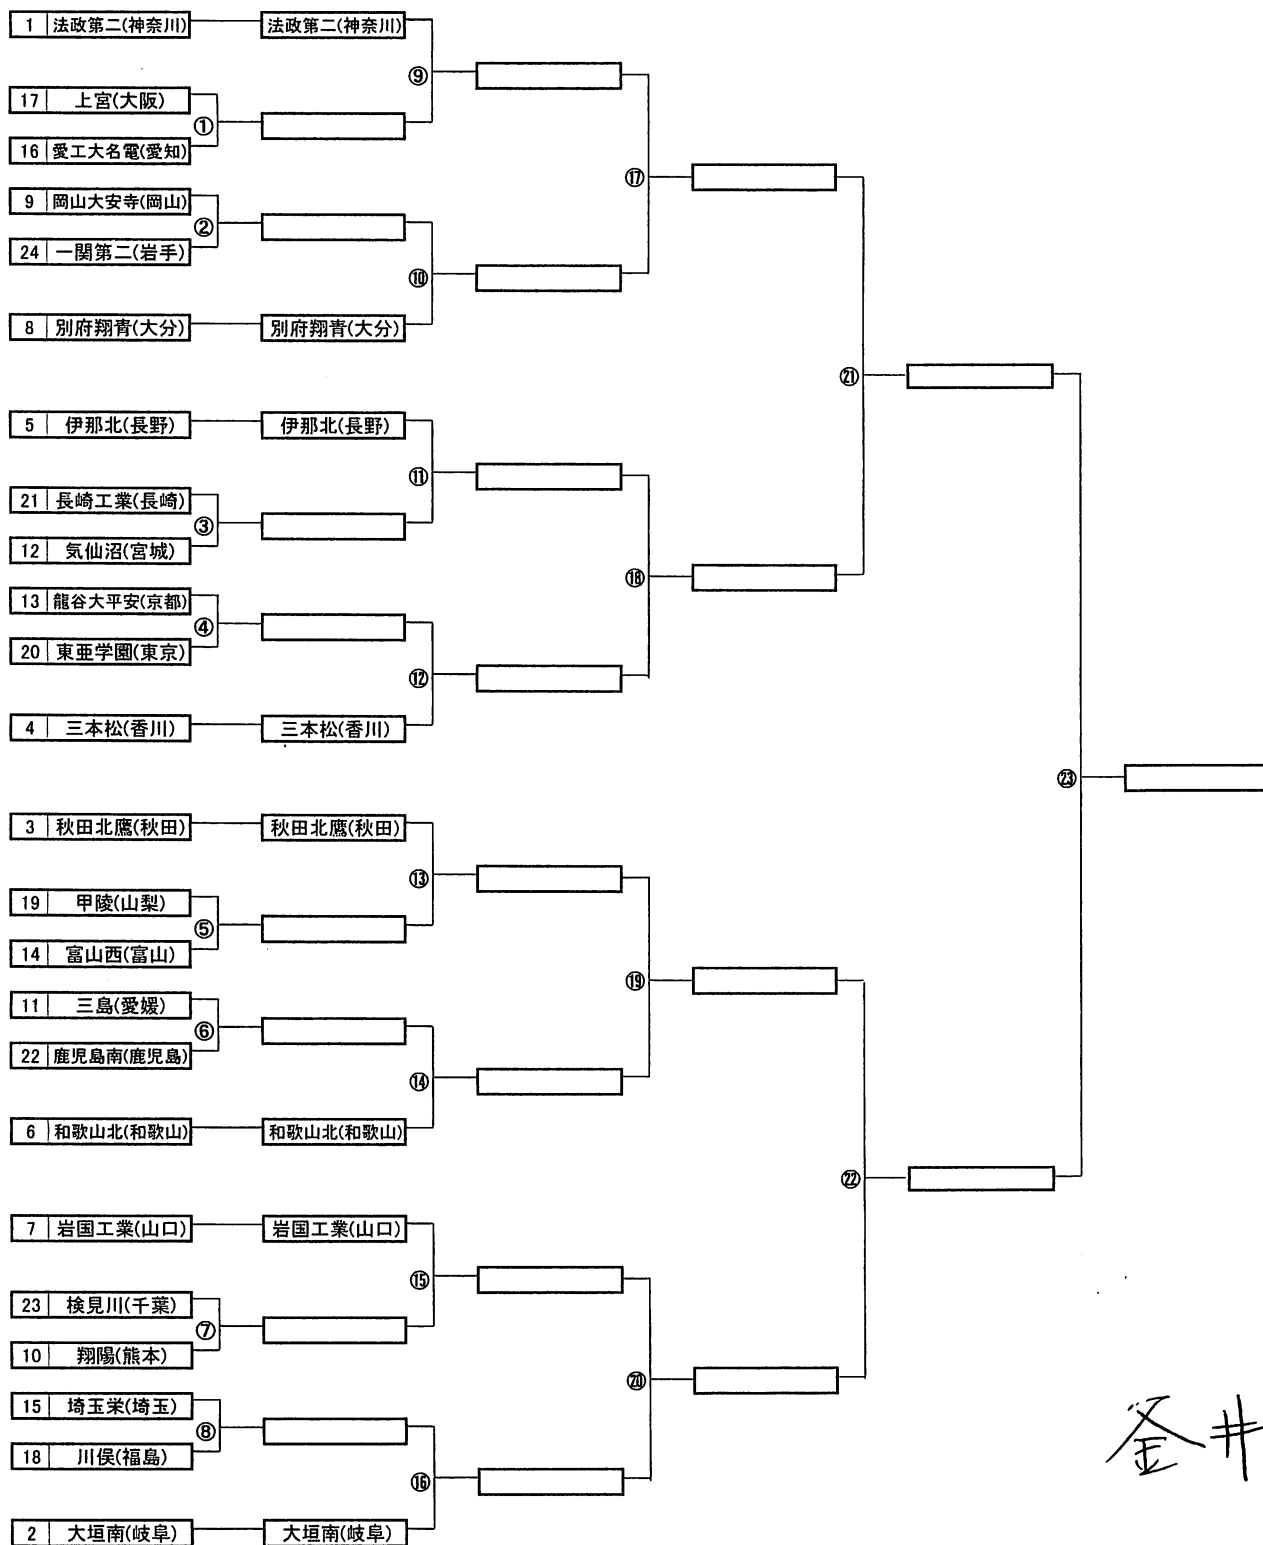 1 法政第二(神奈川) 法政第二(神奈川)
⑨
17 上宮(大阪)
①
16 愛工大名電(愛知)
⑰
9 岡山大安寺(岡山)
②
24 一関第二(岩手)
⑩
8 別府翔青(大分) 別府翔青(大分)
㉑
5 伊那北(長野) 伊那北(長野)
⑪
21 長崎工業(長崎)
③
12 気仙沼(宮城)
⑱
13 龍谷大平安(京都)
④
20 東亜学園(東京)
⑫
4 三本松(香川) 三本松(香川)
㉓
3 秋田北鷹(秋田) 秋田北鷹(秋田)
⑬
19 甲陵(山梨)
⑤
14 富山西(富山)
⑲
11 三島(愛媛)
⑥
22 鹿児島南(鹿児島)
⑭
6 和歌山北(和歌山) 和歌山北(和歌山)
㉒
7 岩国工業(山口) 岩国工業(山口)
⑮
23 検見川(千葉)
⑦
10 翔陽(熊本)
⑳
15 埼玉栄(埼玉)
⑧
18 川俣(福島)
釜井
⑯
2 大垣南(岐阜) 大垣南(岐阜)